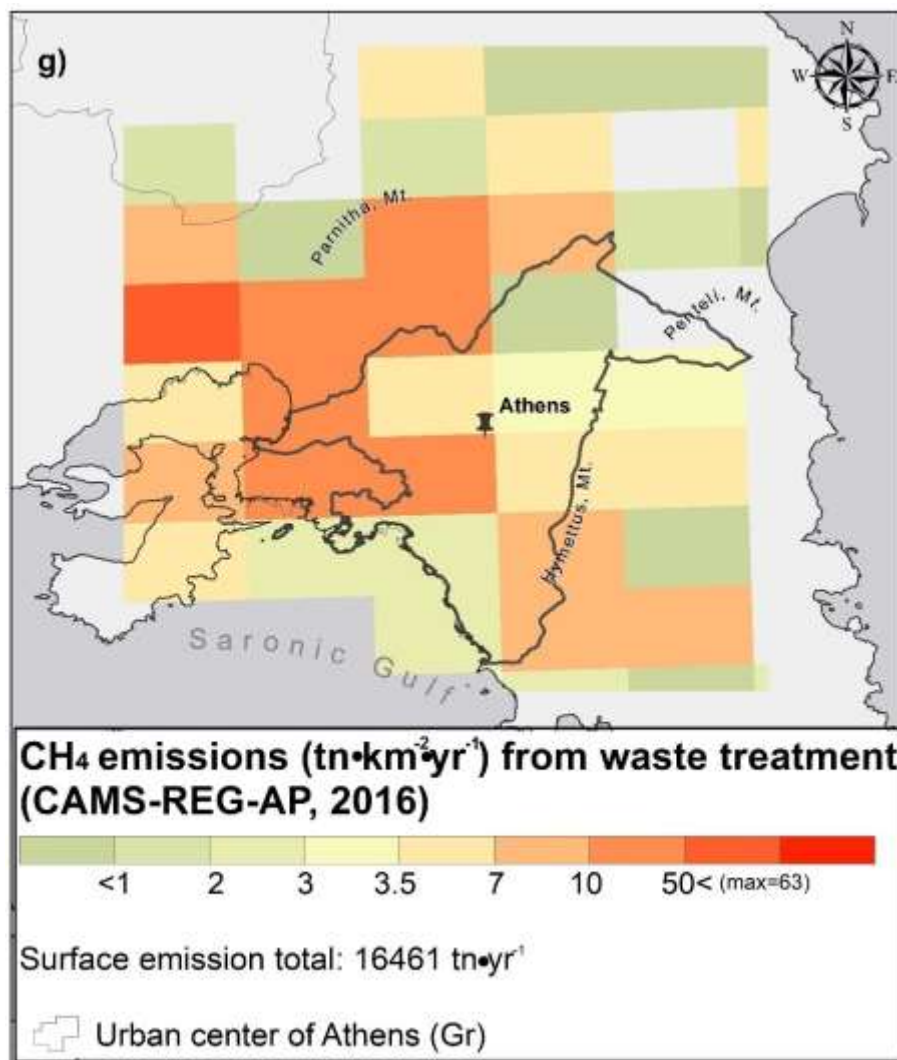 g)
N
W E
S
Parnitha, Mt.
Penteli, Mt.
Athens
Hymettus, Mt.
Saronic Gulf
CH₄ emissions (tn•km⁻²•yr⁻¹) from waste treatment
(CAMS-REG-AP, 2016)
<1 2 3 3.5 7 10 50< (max=63)
Surface emission total: 16461 tn•yr⁻¹
Urban center of Athens (Gr)